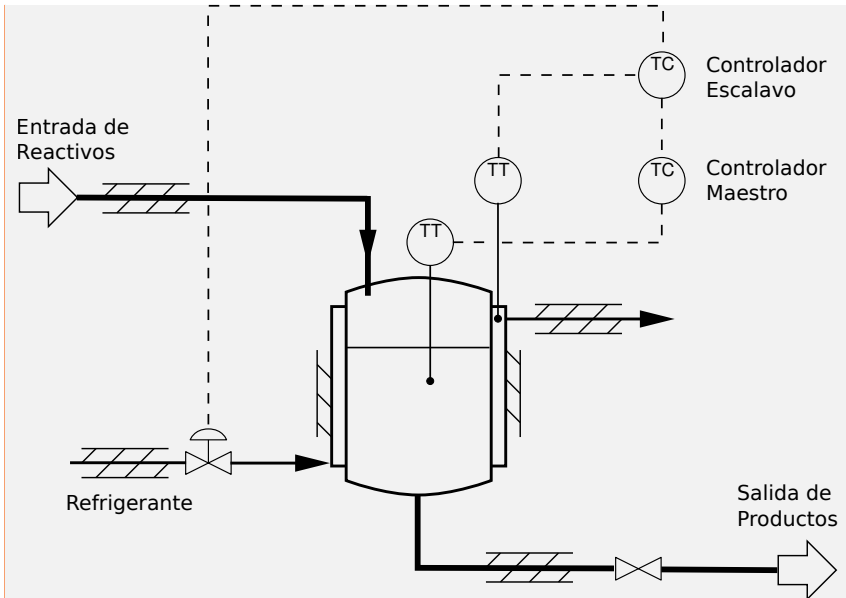 TC
Controlador
Escalavo
Entrada de
Reactivos
TT
TC
Controlador
Maestro
TT
Refrigerante
Salida de
Productos